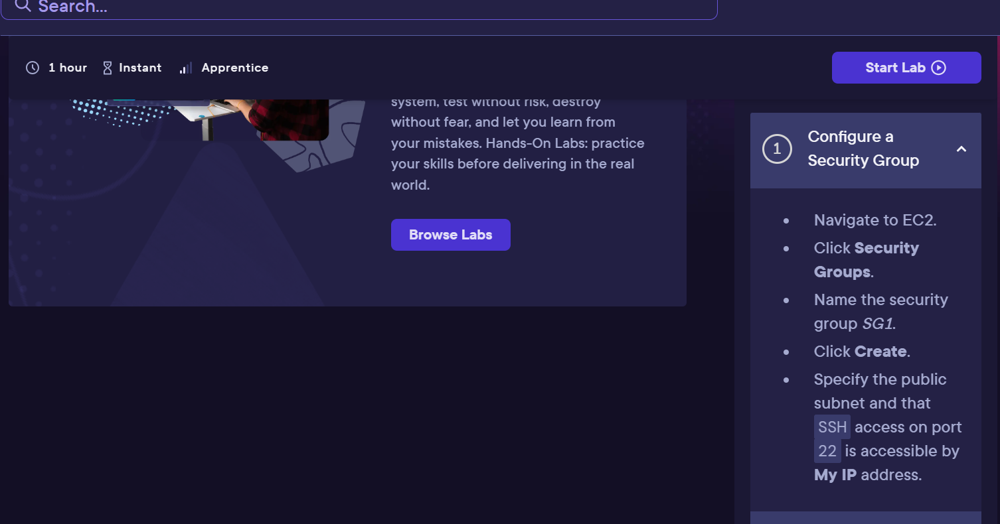 Search...
1 hour
Instant
Apprentice
Start Lab
system, test without risk, destroy
without fear, and let you learn from
your mistakes. Hands-On Labs: practice
your skills before delivering in the real
world.
Browse Labs
1
Configure a
Security Group
• Navigate to EC2.
• Click Security
Groups.
• Name the security
group SG1.
• Click Create.
• Specify the public
subnet and that
SSH access on port
22 is accessible by
My IP address.